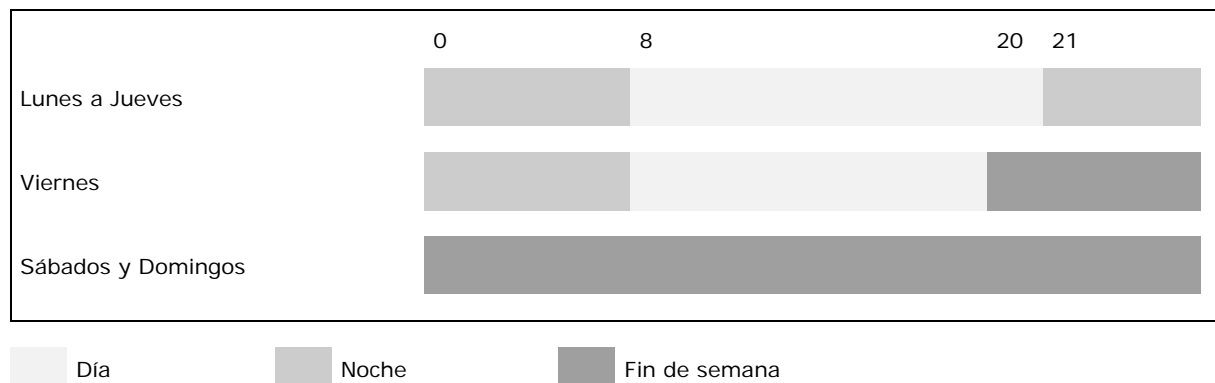 0 8 20 21
Lunes a Jueves
Viernes
Sábados y Domingos
Día Noche Fin de semana